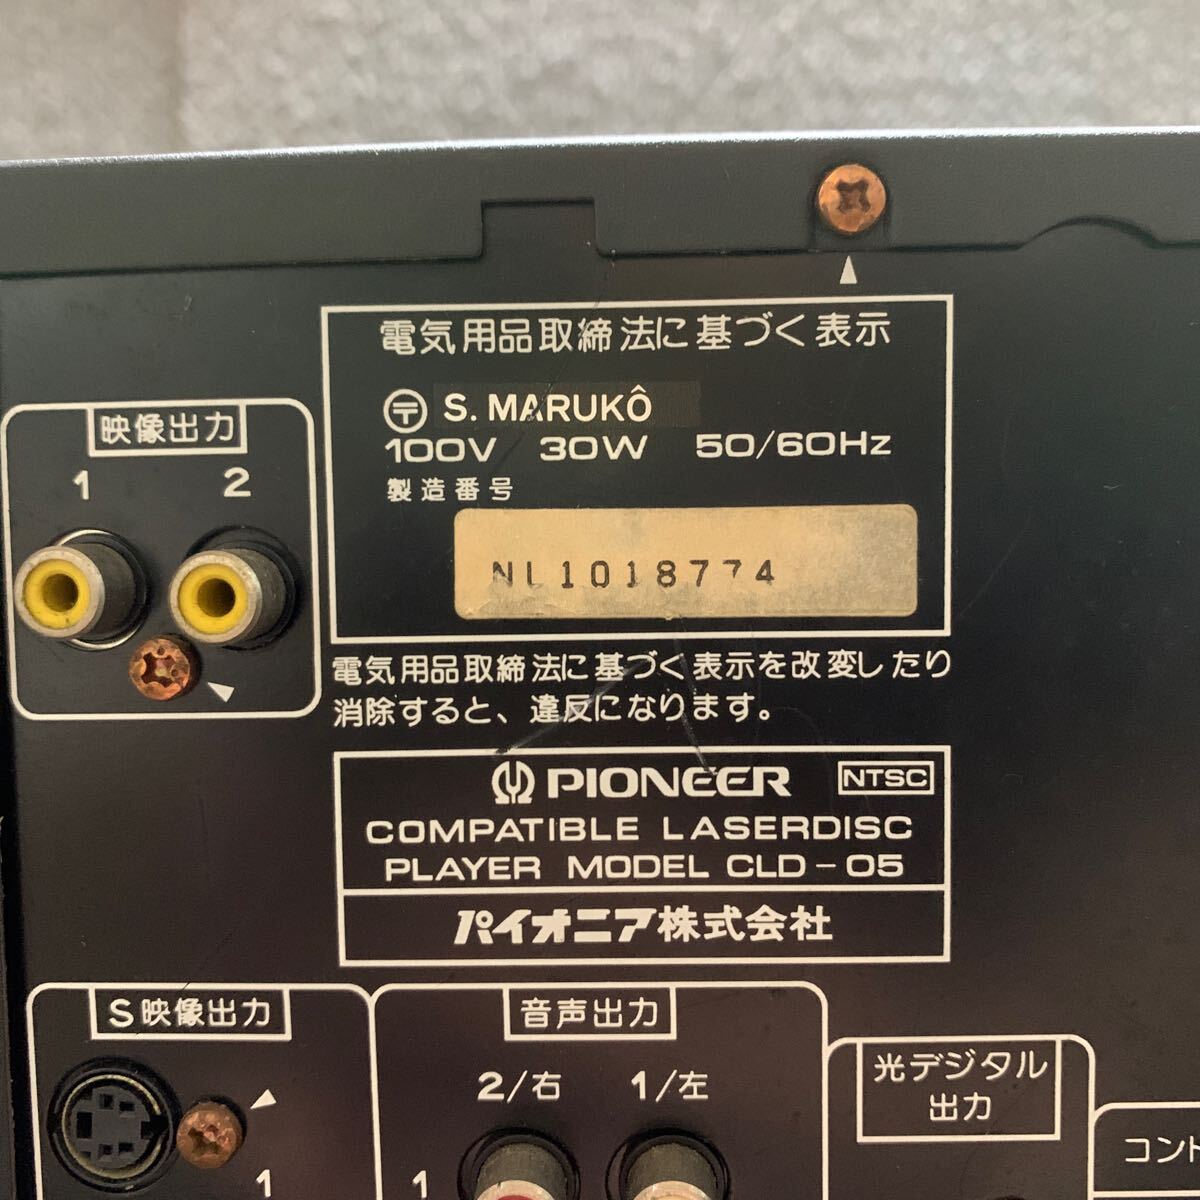 電気用品取締法に基づく表示
〒 S. MARUKÔ
100V 30W 50/60Hz
製造番号
NL1018774
映像出力
1 2
電気用品取締法に基づく表示を改変したり
消除すると、違反になります。
PIONEER NTSC
COMPATIBLE LASERDISC
PLAYER MODEL CLD-05
パイオニア株式会社
S映像出力
1
音声出力
2/右 1/左
1
光デジタル
出力
コント